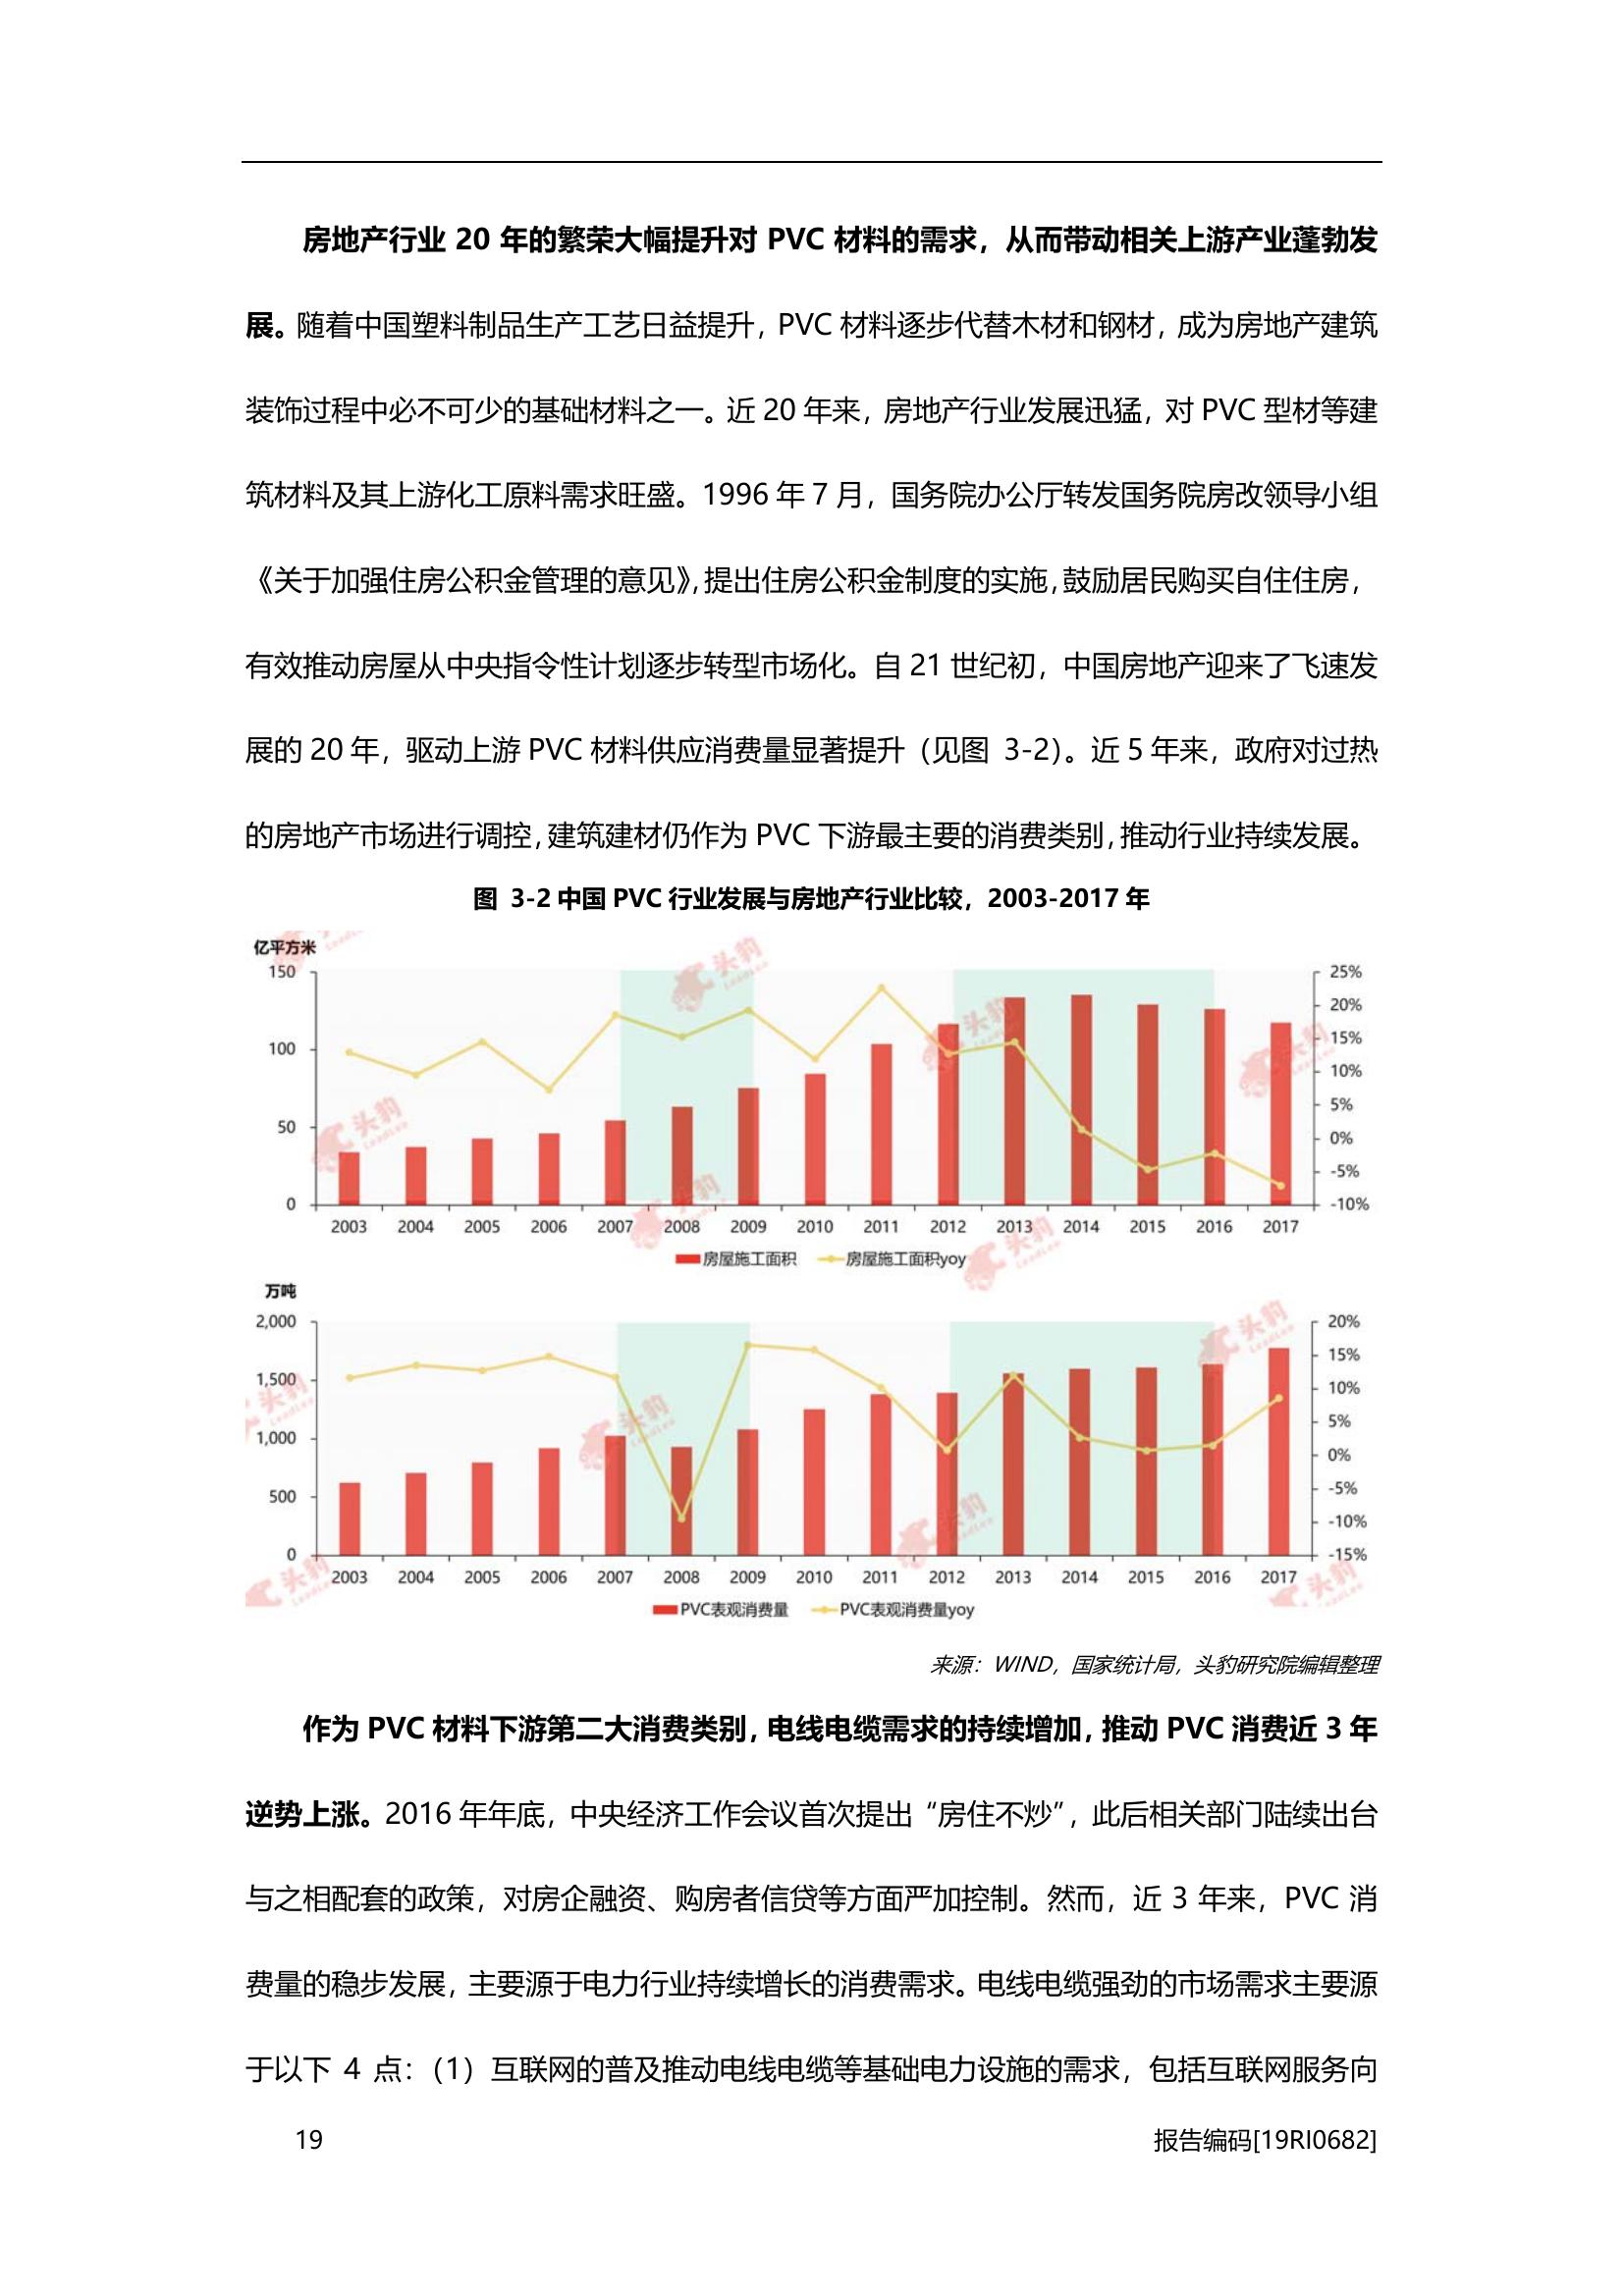 房地产行业 20 年的繁荣大幅提升对 PVC 材料的需求，从而带动相关上游产业蓬勃发
展。随着中国塑料制品生产工艺日益提升，PVC 材料逐步代替木材和钢材，成为房地产建筑
装饰过程中必不可少的基础材料之一。近 20 年来，房地产行业发展迅猛，对 PVC 型材等建
筑材料及其上游化工原料需求旺盛。1996 年 7 月，国务院办公厅转发国务院房改领导小组
《关于加强住房公积金管理的意见》，提出住房公积金制度的实施，鼓励居民购买自住住房，
有效推动房屋从中央指令性计划逐步转型市场化。自 21 世纪初，中国房地产迎来了飞速发
展的 20 年，驱动上游 PVC 材料供应消费量显著提升（见图 3-2）。近 5 年来，政府对过热
的房地产市场进行调控，建筑建材仍作为 PVC 下游最主要的消费类别，推动行业持续发展。
图 3-2 中国 PVC 行业发展与房地产行业比较，2003-2017 年
亿平方米
150 25%
20%
100 15%
10%
50 5%
0%
-5%
0 -10%
2003 2004 2005 2006 2007 2008 2009 2010 2011 2012 2013 2014 2015 2016 2017
房屋施工面积 房屋施工面积yoy
万吨
2,000 20%
15%
1,500 10%
5%
1,000 0%
500 -5%
-10%
0 -15%
2003 2004 2005 2006 2007 2008 2009 2010 2011 2012 2013 2014 2015 2016 2017
PVC表观消费量 PVC表观消费量yoy
头豹
LeadLeo
来源：WIND，国家统计局，头豹研究院编辑整理
作为 PVC 材料下游第二大消费类别，电线电缆需求的持续增加，推动 PVC 消费近 3 年
逆势上涨。2016 年年底，中央经济工作会议首次提出“房住不炒”，此后相关部门陆续出台
与之相配套的政策，对房企融资、购房者信贷等方面严加控制。然而，近 3 年来，PVC 消
费量的稳步发展，主要源于电力行业持续增长的消费需求。电线电缆强劲的市场需求主要源
于以下 4 点：（1）互联网的普及推动电线电缆等基础电力设施的需求，包括互联网服务向
19 报告编码[19RI0682]